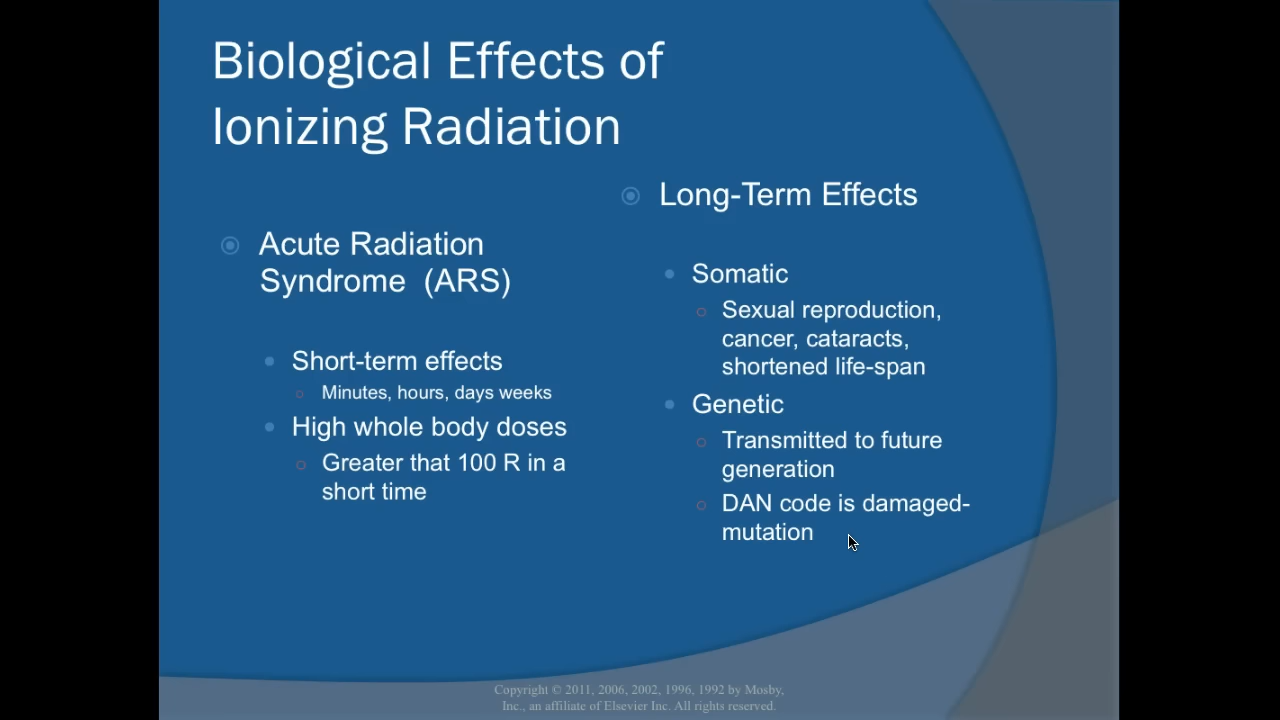 Biological Effects of
Ionizing Radiation
Acute Radiation
Syndrome (ARS)
Short-term effects
Minutes, hours, days weeks
High whole body doses
Greater that 100 R in a
short time
Long-Term Effects
Somatic
Sexual reproduction,
cancer, cataracts,
shortened life-span
Genetic
Transmitted to future
generation
DAN code is damaged-
mutation
Copyright © 2011, 2006, 2002, 1996, 1992 by Mosby,
Inc., an affiliate of Elsevier Inc. All rights reserved.